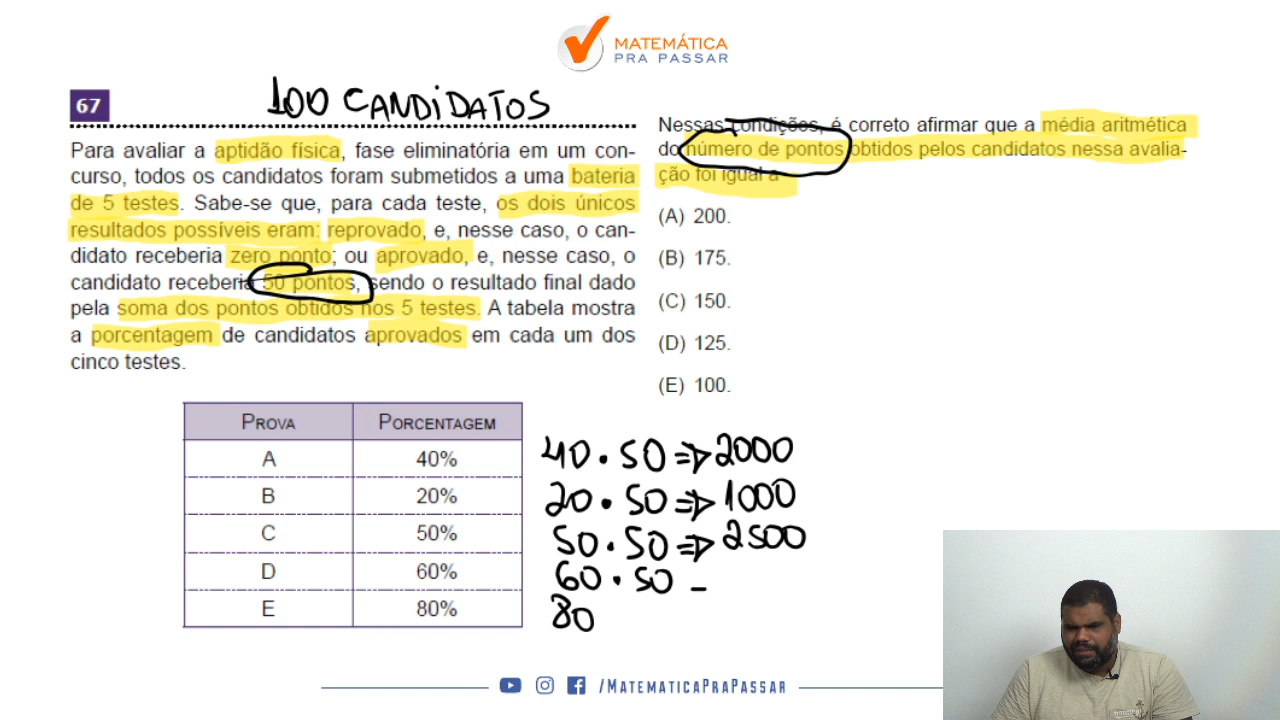 MATEMÁTICA
PRA PASSAR
67
100 CANDIDATOS
Para avaliar a aptidão física, fase eliminatória em um con-
curso, todos os candidatos foram submetidos a uma bateria
de 5 testes. Sabe-se que, para cada teste, os dois únicos
resultados possíveis eram: reprovado, e, nesse caso, o can-
didato receberia zero ponto; ou aprovado, e, nesse caso, o
candidato receberia 50 pontos, sendo o resultado final dado
pela soma dos pontos obtidos nos 5 testes. A tabela mostra
a porcentagem de candidatos aprovados em cada um dos
cinco testes.
PROVA PORCENTAGEM
A 40%
B 20%
C 50%
D 60%
E 80%
40 · 50 => 2000
20 · 50 => 1000
50 · 50 => 2500
60 · 50 -
80
Nessas condições, é correto afirmar que a média aritmética
do número de pontos obtidos pelos candidatos nessa avalia-
ção foi igual a
(A) 200.
(B) 175.
(C) 150.
(D) 125.
(E) 100.
/MATEMATICAPRAPASSAR